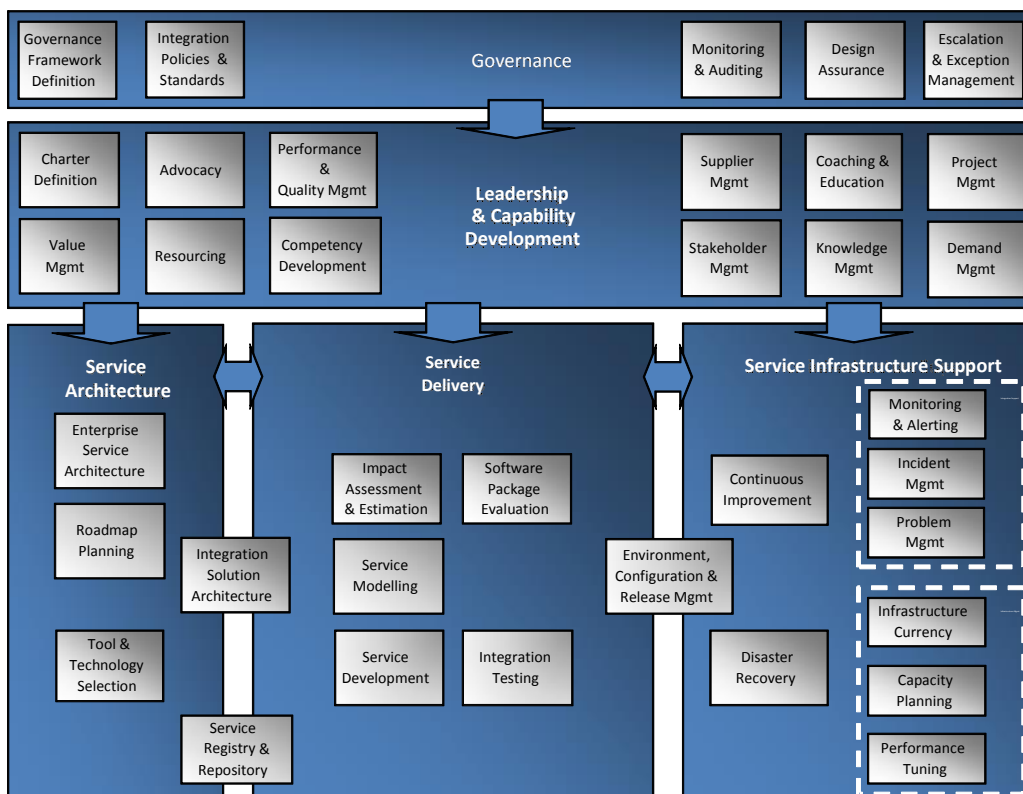 Governance
Framework
Definition
Integration
Policies &
Standards
Governance
Monitoring
& Auditing
Design
Assurance
Escalation
& Exception
Management
Charter
Definition
Advocacy
Performance
&
Quality Mgmt
Value
Mgmt
Resourcing
Competency
Development
Leadership
& Capability
Development
Supplier
Mgmt
Coaching &
Education
Project
Mgmt
Stakeholder
Mgmt
Knowledge
Mgmt
Demand
Mgmt
Service
Architecture
Enterprise
Service
Architecture
Roadmap
Planning
Integration
Solution
Architecture
Tool &
Technology
Selection
Service
Registry &
Repository
Service
Delivery
Impact
Assessment
& Estimation
Software
Package
Evaluation
Service
Modelling
Service
Development
Integration
Testing
Environment,
Configuration &
Release Mgmt
Service Infrastructure Support
Continuous
Improvement
Disaster
Recovery
Monitoring
& Alerting
Incident
Mgmt
Problem
Mgmt
Infrastructure
Currency
Capacity
Planning
Performance
Tuning